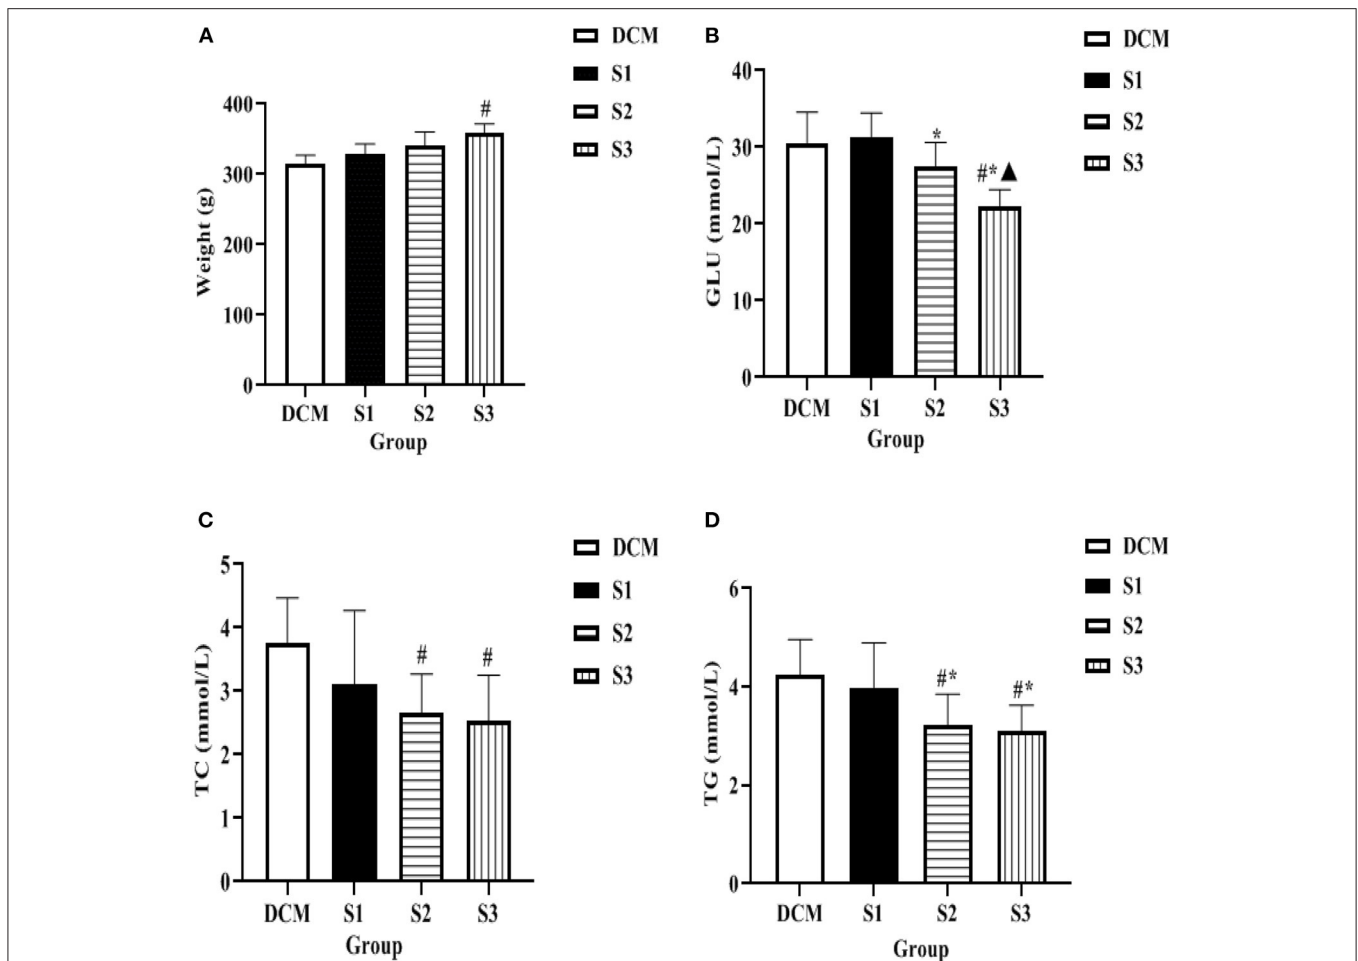 A
DCM
S1
S2
S3
Weight (g)
400
300
200
100
0
#
DCM S1 S2 S3
Group
B
DCM
S1
S2
S3
GLU (mmol/L)
40
30
20
10
0
*
#*▲
DCM S1 S2 S3
Group
C
DCM
S1
S2
S3
TC (mmol/L)
5
4
3
2
1
0
# #
DCM S1 S2 S3
Group
D
DCM
S1
S2
S3
TG (mmol/L)
6
4
2
0
#* #*
DCM S1 S2 S3
Group